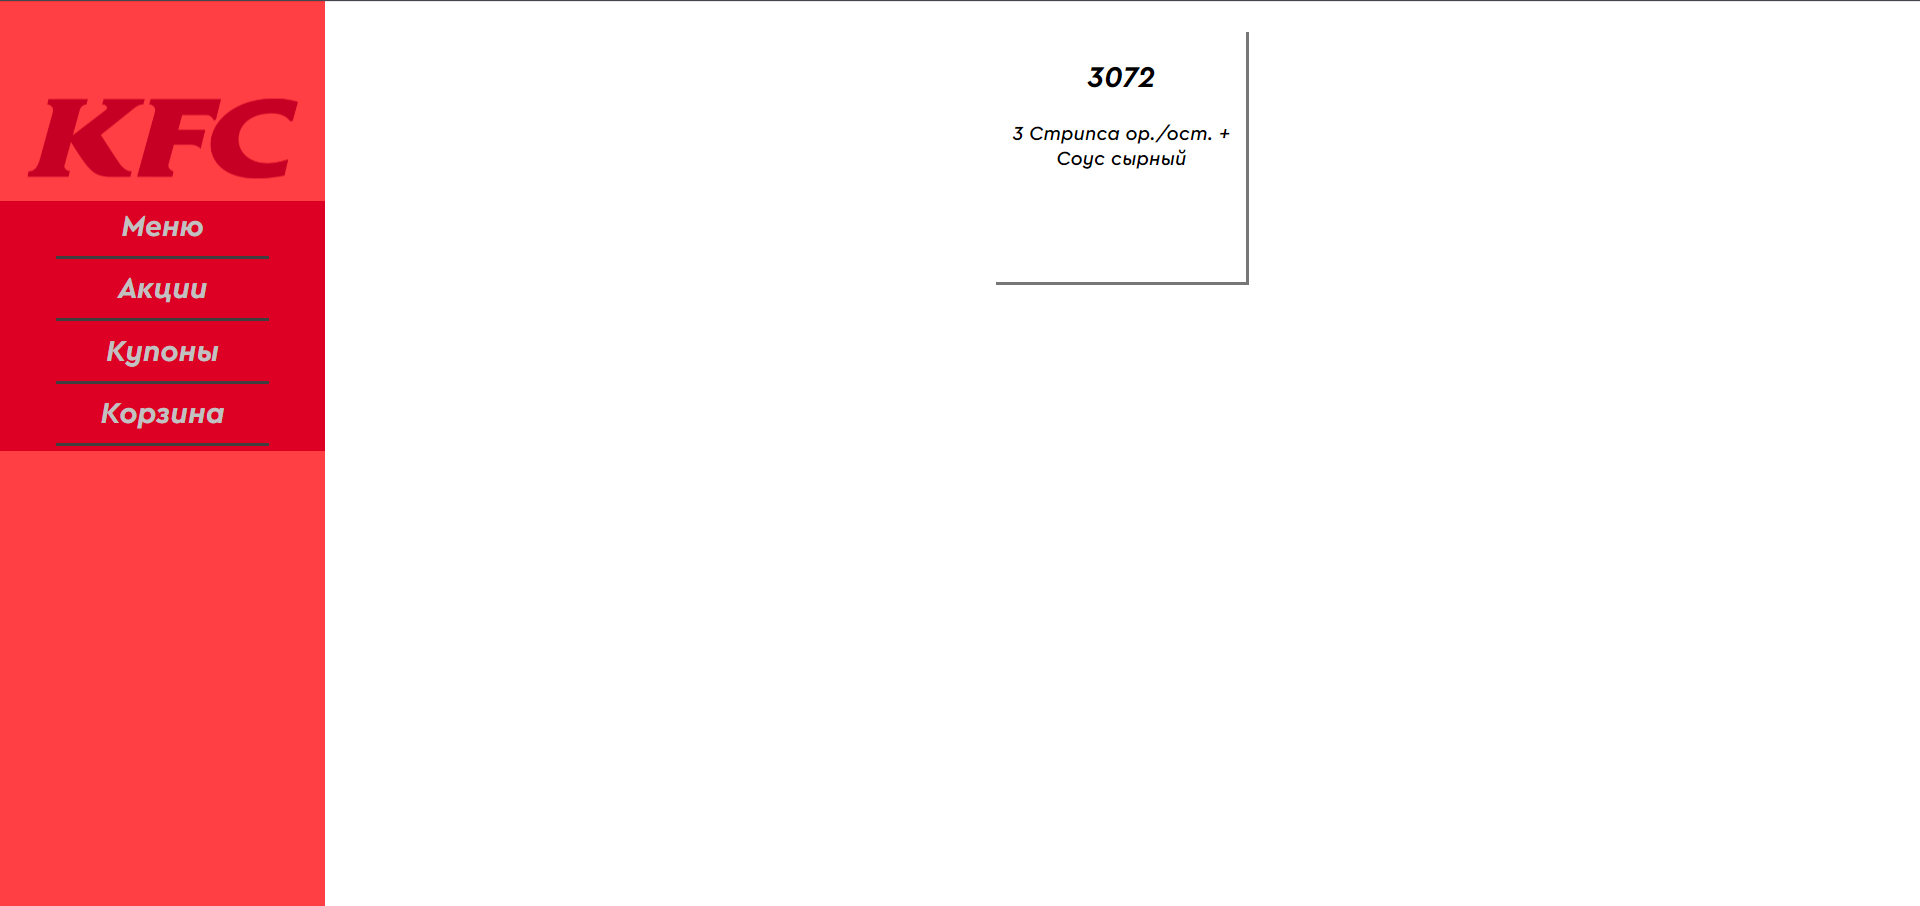 KFC
Меню
Акции
Купоны
Корзина
3072
3 Стрипса ор./ост. +
Соус сырный